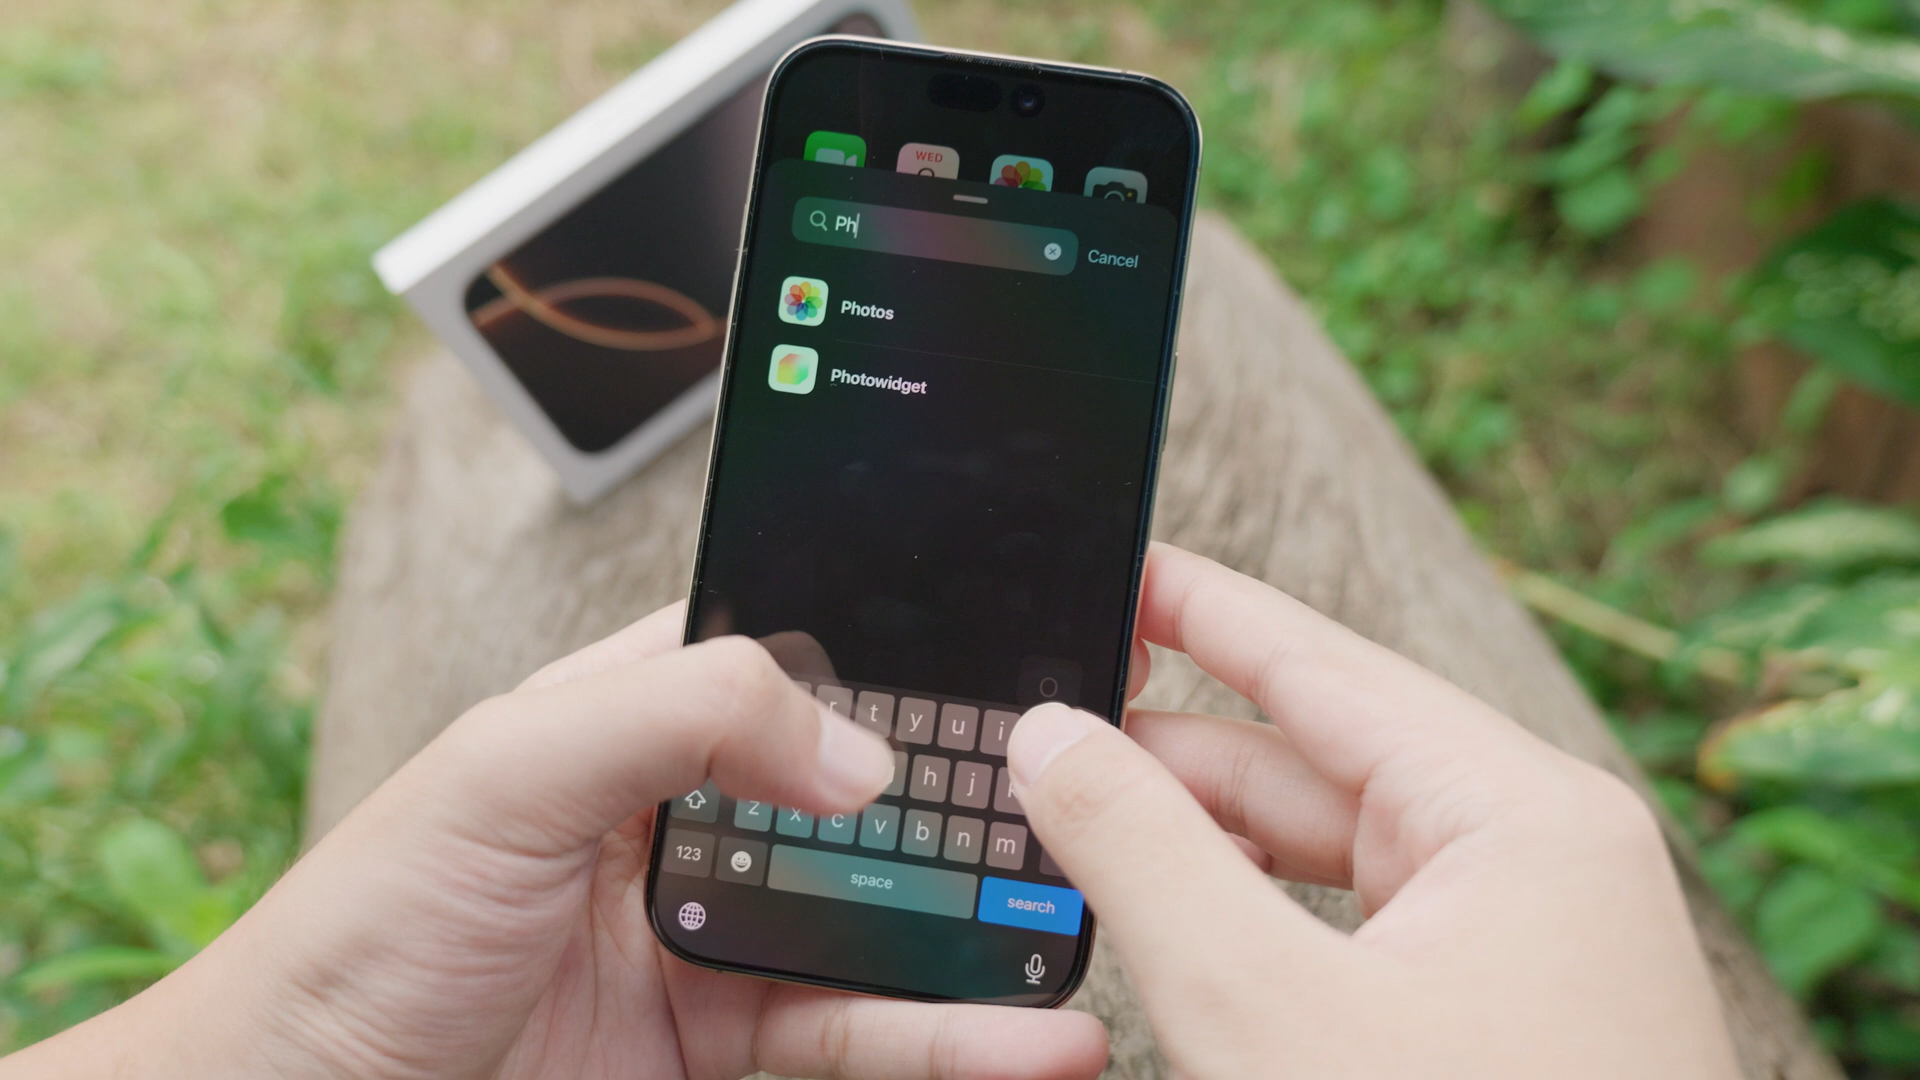 WED
Ph
Cancel
Photos
Photowidget
r t y u i
h j k
z x c v b n m
123
space
search